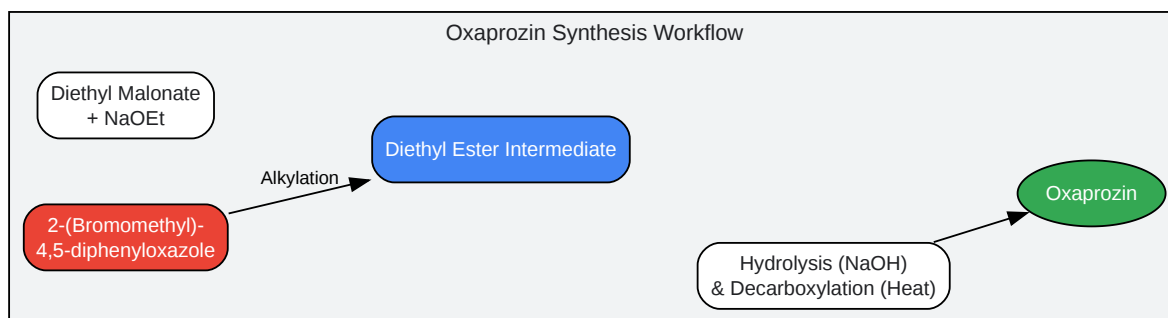 Oxaprozin Synthesis Workflow
Diethyl Malonate
+ NaOEt
Diethyl Ester Intermediate
Alkylation
2-(Bromomethyl)-
4,5-diphenyloxazole
Oxaprozin
Hydrolysis (NaOH)
& Decarboxylation (Heat)